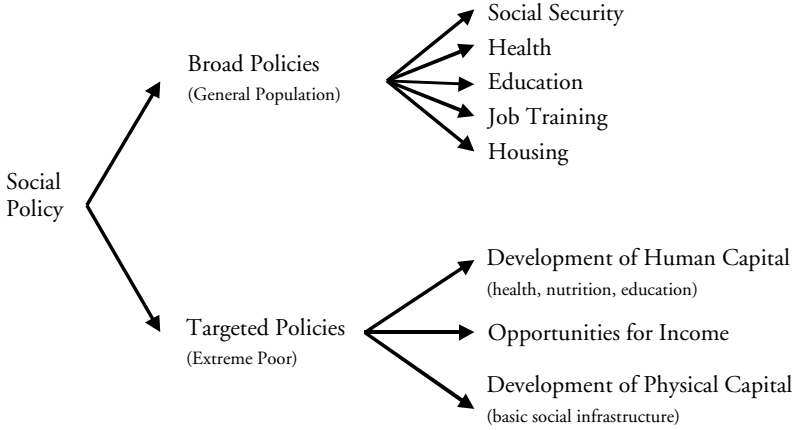 Social
Policy
Broad Policies
(General Population)
Social Security
Health
Education
Job Training
Housing
Targeted Policies
(Extreme Poor)
Development of Human Capital
(health, nutrition, education)
Opportunities for Income
Development of Physical Capital
(basic social infrastructure)